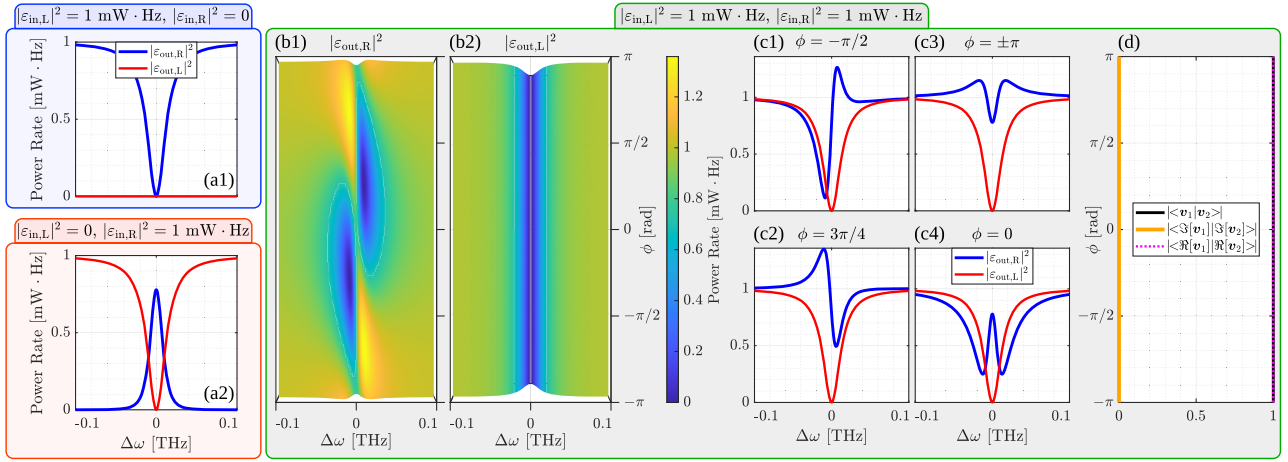 |ε_in,L|² = 1 mW · Hz, |ε_in,R|² = 0
1
0.5
0
Power Rate [mW · Hz]
|ε_out,R|²
|ε_out,L|²
(a1)
|ε_in,L|² = 0, |ε_in,R|² = 1 mW · Hz
1
0.5
0
Power Rate [mW · Hz]
(a2)
-0.1 0 0.1
Δω [THz]
|ε_in,L|² = 1 mW · Hz, |ε_in,R|² = 1 mW · Hz
(b1) |ε_out,R|²
-0.1 0 0.1
Δω [THz]
(b2) |ε_out,L|²
-0.1 0 0.1
Δω [THz]
π
π/2
0
−π/2
−π
ϕ [rad]
1.2
1
0.8
0.6
0.4
0.2
0
Power Rate [mW · Hz]
(c1) ϕ = −π/2
1
0.5
0
(c3) ϕ = ±π
(c2) ϕ = 3π/4
1
0.5
0
-0.1 0 0.1
Δω [THz]
(c4) ϕ = 0
|ε_out,R|²
|ε_out,L|²
-0.1 0 0.1
Δω [THz]
(d)
π
π/2
0
−π/2
−π
ϕ [rad]
|<v₁|v₂>|
|<ℑ[v₁]|ℑ[v₂]>|
|<ℜ[v₁]|ℜ[v₂]>|
0 0.5 1